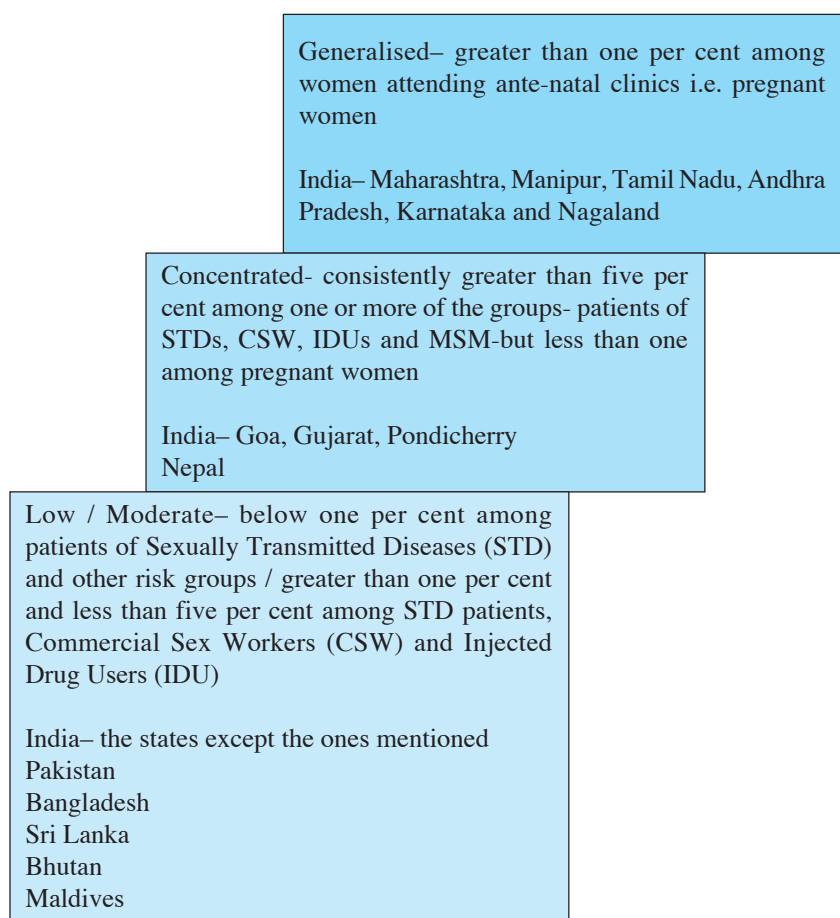 Generalised– greater than one per cent among
women attending ante-natal clinics i.e. pregnant
women
India– Maharashtra, Manipur, Tamil Nadu, Andhra
Pradesh, Karnataka and Nagaland
Concentrated- consistently greater than five per
cent among one or more of the groups- patients of
STDs, CSW, IDUs and MSM-but less than one
among pregnant women
India– Goa, Gujarat, Pondicherry
Nepal
Low / Moderate– below one per cent among
patients of Sexually Transmitted Diseases (STD)
and other risk groups / greater than one per cent
and less than five per cent among STD patients,
Commercial Sex Workers (CSW) and Injected
Drug Users (IDU)
India– the states except the ones mentioned
Pakistan
Bangladesh
Sri Lanka
Bhutan
Maldives